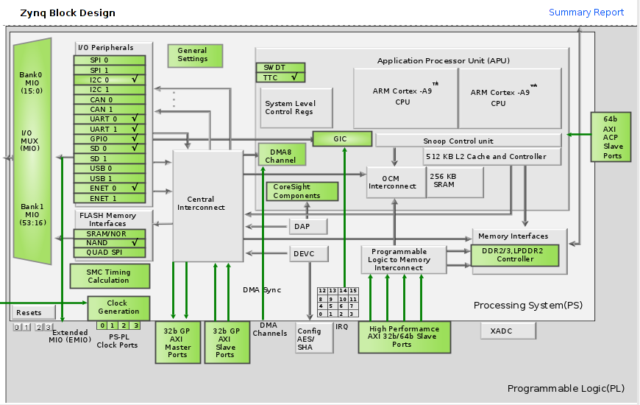 Zynq Block Design
Summary Report
I/O Peripherals
SPI 0
SPI 1
I2C 0 ✓
I2C 1
CAN 0
CAN 1
UART 0
UART 1 ✓
GPIO ✓
SD 0 ✓
SD 1
USB 0
USB 1
ENET 0 ✓
ENET 1
Bank0
MIO
(15:0)
I/O
MUX
(MIO)
Bank1
MIO
(53:16)
FLASH Memory
Interfaces
SRAM/NOR
NAND ✓
QUAD SPI
SMC Timing
Calculation
General
Settings
Application Processor Unit (APU)
SWDT
TTC ✓
System Level
Control Regs
ARM Cortex -A9
CPU
ARM Cortex -A9
CPU
GIC
Snoop Control unit
512 KB L2 Cache and Controller
DMA8
Channel
OCM
Interconnect
256 KB
SRAM
CoreSight
Components
Central
Interconnect
DAP
DEVC
Programmable
Logic to Memory
Interconnect
Memory Interfaces
DDR2/3,LPDDR2
Controller
64b
AXI
ACP
Slave
Ports
Processing System(PS)
Resets
0 1 2 3
Clock
Generation
0 1 2 3
Extended
MIO (EMIO)
PS-PL
Clock Ports
32b GP
AXI
Master
Ports
32b GP
AXI
Slave
Ports
DMA Sync
DMA
Channels
12 13 14 15
8 9 10 11
4 5 6 7
0 1 2 3
IRQ
Config
AES/
SHA
High Performance
AXI 32b/64b Slave
Ports
XADC
Programmable Logic(PL)